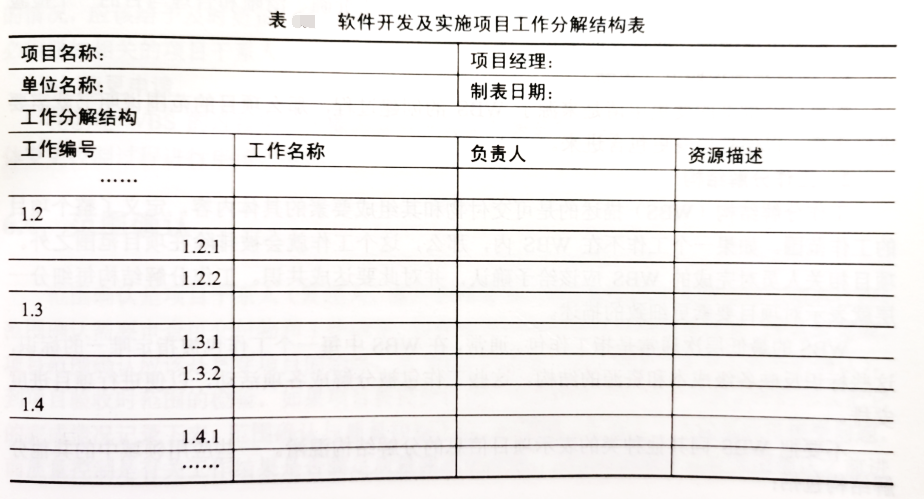 表 软件开发及实施项目工作分解结构表
项目名称： 项目经理：
单位名称： 制表日期：
工作分解结构
工作编号 工作名称 负责人 资源描述
……
1.2
1.2.1
1.2.2
1.3
1.3.1
1.3.2
1.4
1.4.1
……